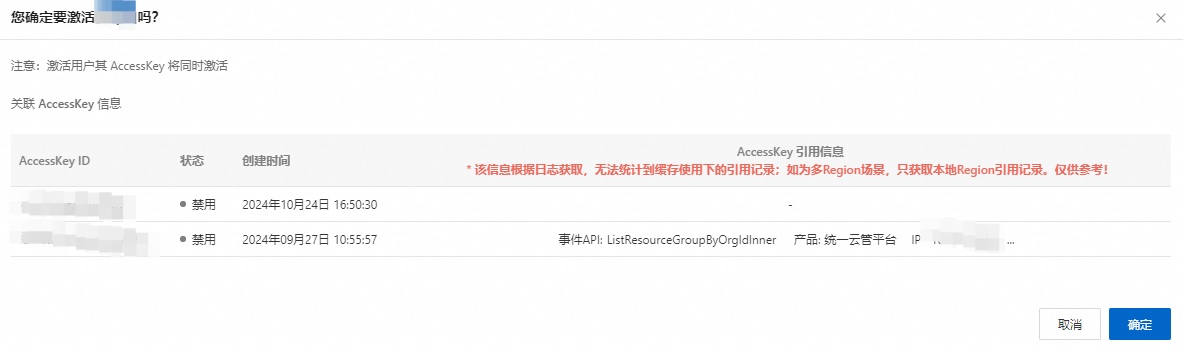 您确定要激活 吗？
注意：激活用户其 AccessKey 将同时激活
关联 AccessKey 信息
AccessKey ID 状态 创建时间 AccessKey 引用信息
* 该信息根据日志获取，无法统计到缓存使用下的引用记录；如为多Region场景，只获取本地Region引用记录。仅供参考！
禁用 2024年10月24日 16:50:30 -
禁用 2024年09月27日 10:55:57 事件API: ListResourceGroupByOrgIdInner 产品: 统一云管平台 IP ...
取消 确定